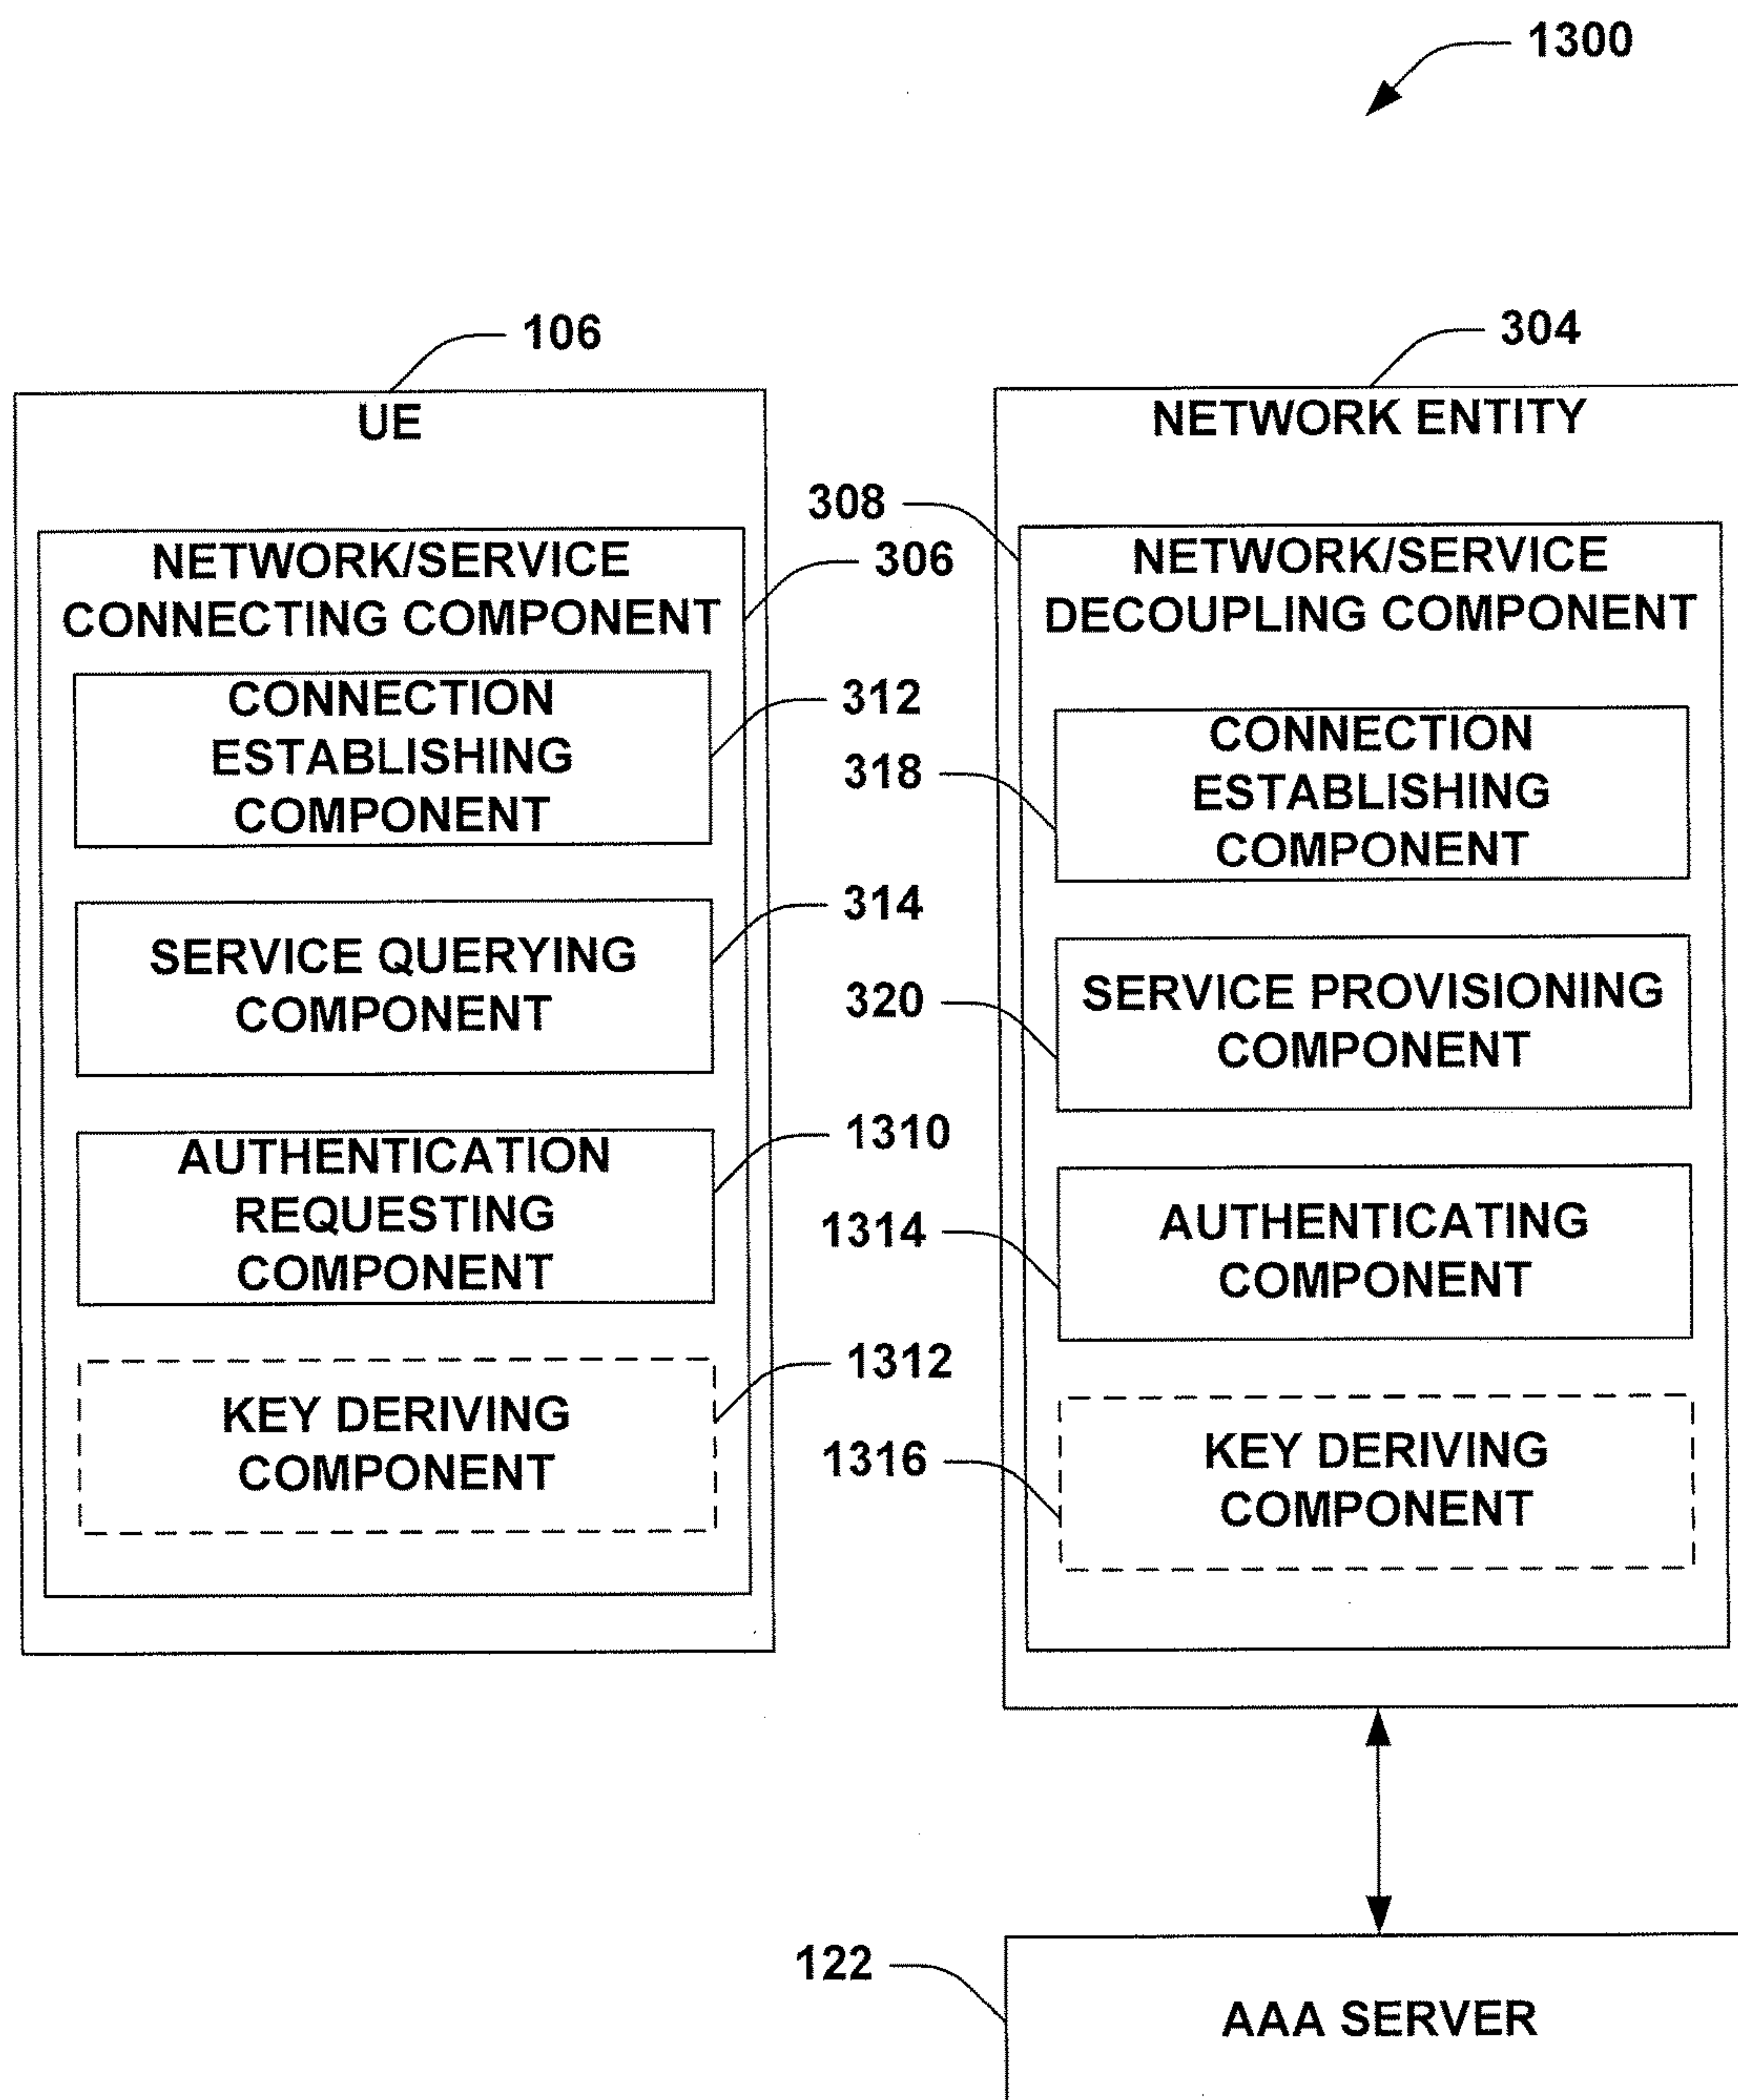 1300
106
UE
304
NETWORK ENTITY
308
NETWORK/SERVICE
CONNECTING COMPONENT
306
NETWORK/SERVICE
DECOUPLING COMPONENT
CONNECTION
ESTABLISHING
COMPONENT
312
318
CONNECTION
ESTABLISHING
COMPONENT
SERVICE QUERYING
COMPONENT
314
320
SERVICE PROVISIONING
COMPONENT
AUTHENTICATION
REQUESTING
COMPONENT
1310
1314
AUTHENTICATING
COMPONENT
KEY DERIVING
COMPONENT
1312
1316
KEY DERIVING
COMPONENT
122
AAA SERVER